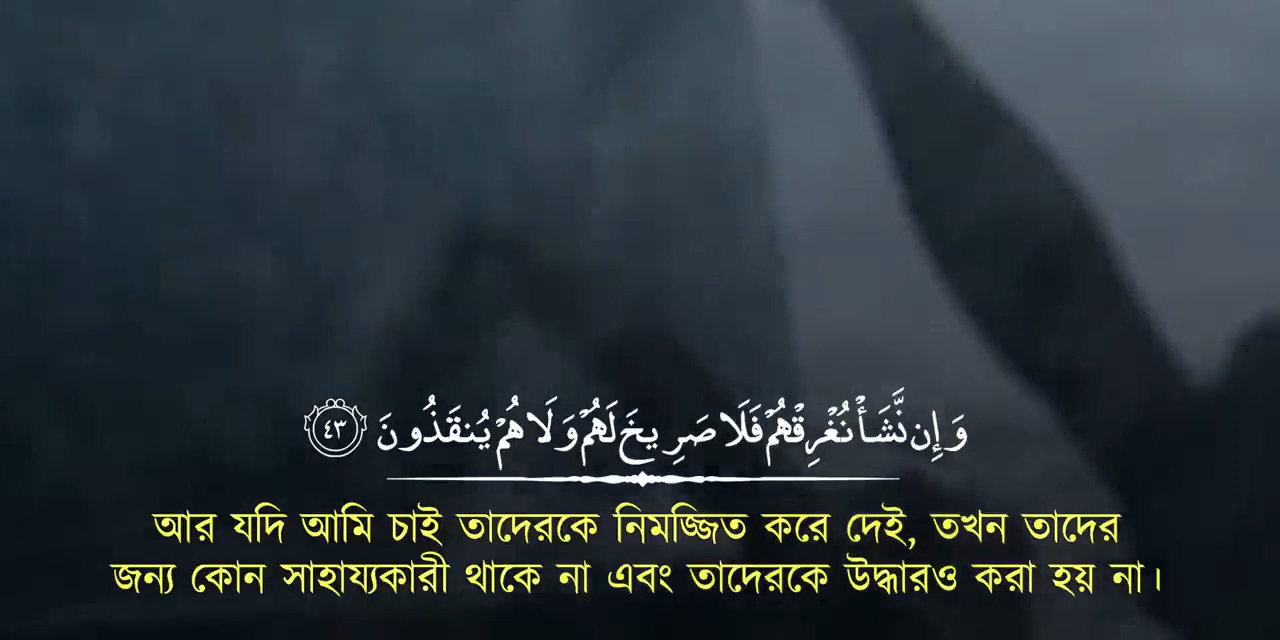 وَإِن نَّشَأْ نُغْرِقْهُمْ فَلَا صَرِيخَ لَهُمْ وَلَا هُمْ يُنقَذُونَ ٤٣
আর যদি আমি চাই তাদেরকে নিমজ্জিত করে দেই, তখন তাদের
জন্য কোন সাহায্যকারী থাকে না এবং তাদেরকে উদ্ধারও করা হয় না।